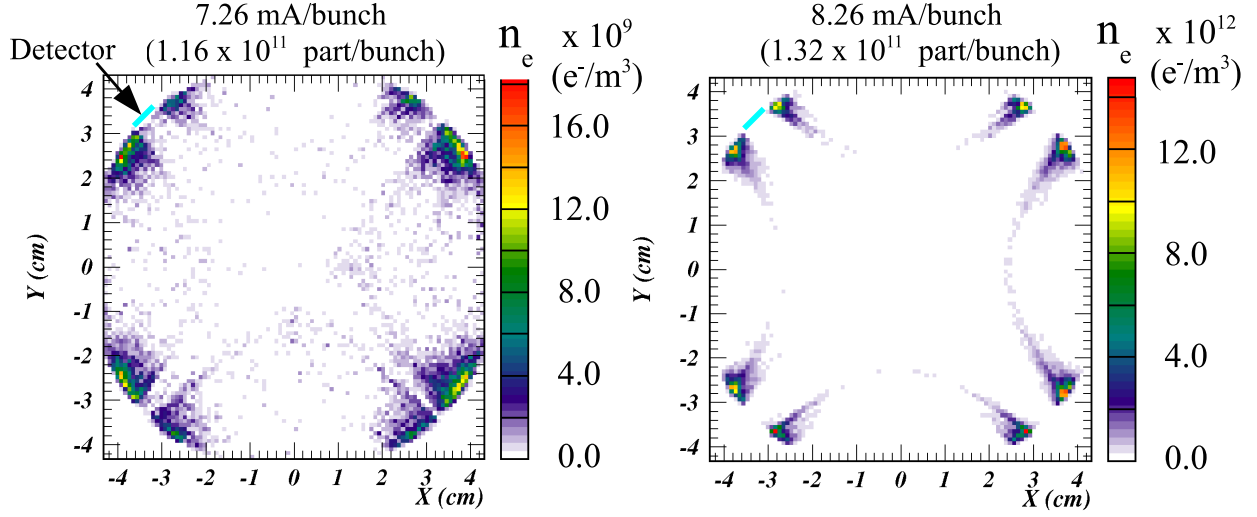 7.26 mA/bunch
(1.16 x 10¹¹ part/bunch)
Detector
nₑ x 10⁹
(e⁻/m³)
16.0
12.0
8.0
4.0
0.0
4
3
2
1
0
-1
-2
-3
-4
Y (cm)
-4 -3 -2 -1 0 1 2 3 4
X (cm)
8.26 mA/bunch
(1.32 x 10¹¹ part/bunch)
nₑ x 10¹²
(e⁻/m³)
12.0
8.0
4.0
0.0
4
3
2
1
0
-1
-2
-3
-4
Y (cm)
-4 -3 -2 -1 0 1 2 3 4
X (cm)